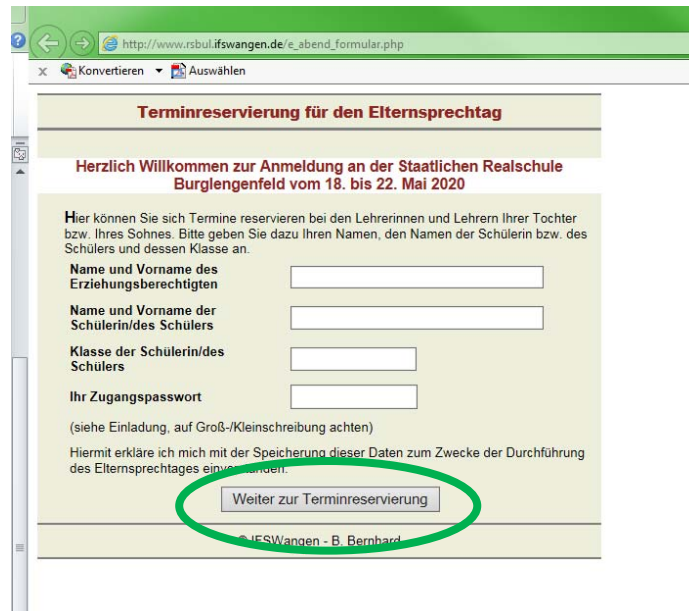 http://www.rsbul.ifswangen.de/e_abend_formular.php
x Konvertieren Auswählen
Terminreservierung für den Elternsprechtag
Herzlich Willkommen zur Anmeldung an der Staatlichen Realschule
Burglengenfeld vom 18. bis 22. Mai 2020
Hier können Sie sich Termine reservieren bei den Lehrerinnen und Lehrern Ihrer Tochter
bzw. Ihres Sohnes. Bitte geben Sie dazu Ihren Namen, den Namen der Schülerin bzw. des
Schülers und dessen Klasse an.
Name und Vorname des
Erziehungsberechtigten
Name und Vorname der
Schülerin/des Schülers
Klasse der Schülerin/des
Schülers
Ihr Zugangspasswort
(siehe Einladung, auf Groß-/Kleinschreibung achten)
Hiermit erkläre ich mich mit der Speicherung dieser Daten zum Zwecke der Durchführung
des Elternsprechtages einverstanden.
Weiter zur Terminreservierung
© IFSWangen - B. Bernhard